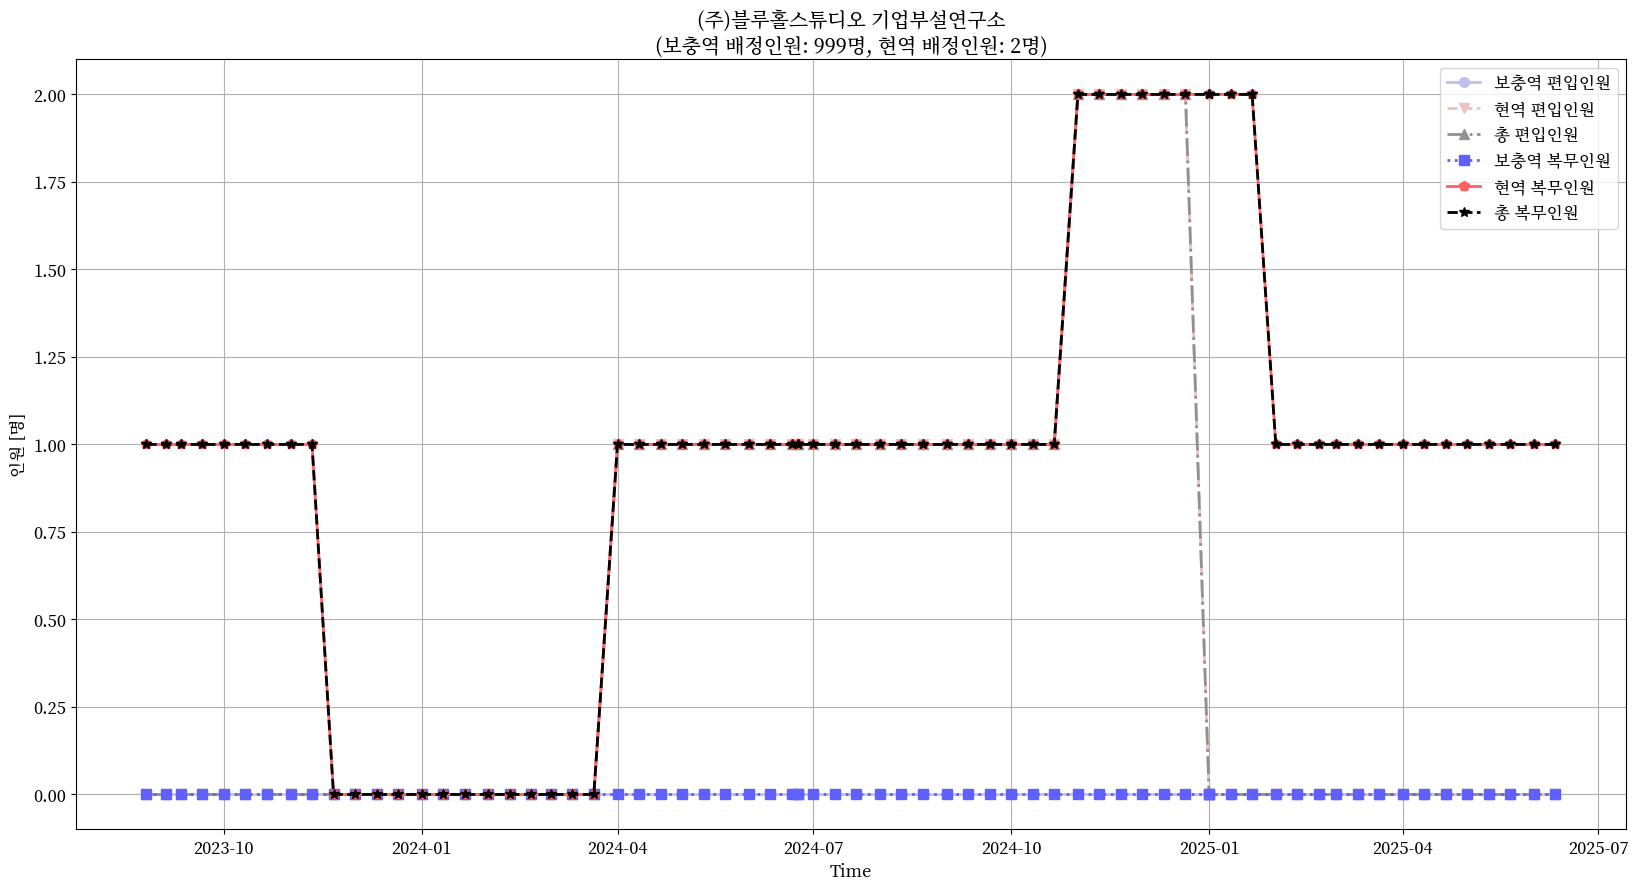 (주)블루홀스튜디오 기업부설연구소
(보충역 배정인원: 999명, 현역 배정인원: 2명)
보충역 편입인원
현역 편입인원
총 편입인원
보충역 복무인원
현역 복무인원
총 복무인원
인원 [명]
2.00
1.75
1.50
1.25
1.00
0.75
0.50
0.25
0.00
2023-10
2024-01
2024-04
2024-07
2024-10
2025-01
2025-04
2025-07
Time